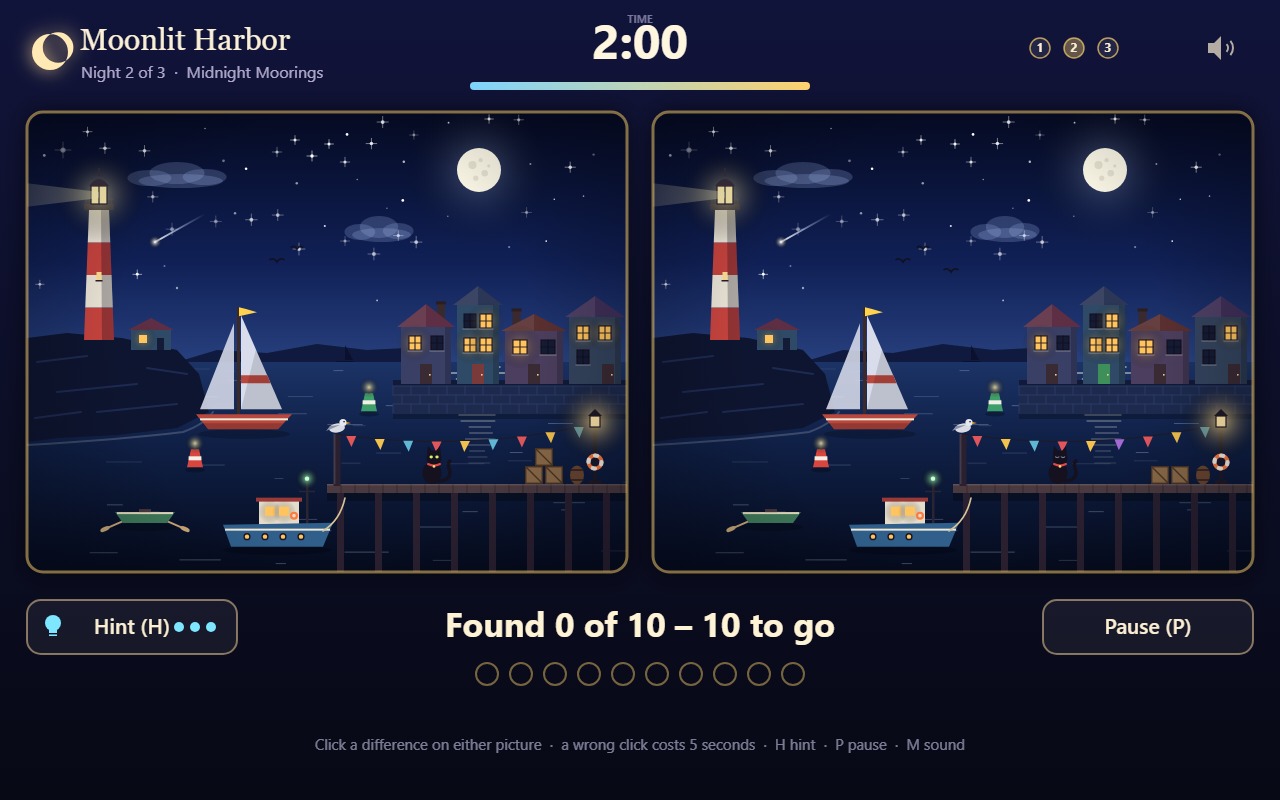 Moonlit Harbor
Night 2 of 3 · Midnight Moorings
TIME
2:00
1 2 3
Hint (H)
Found 0 of 10 – 10 to go
Pause (P)
Click a difference on either picture · a wrong click costs 5 seconds · H hint · P pause · M sound